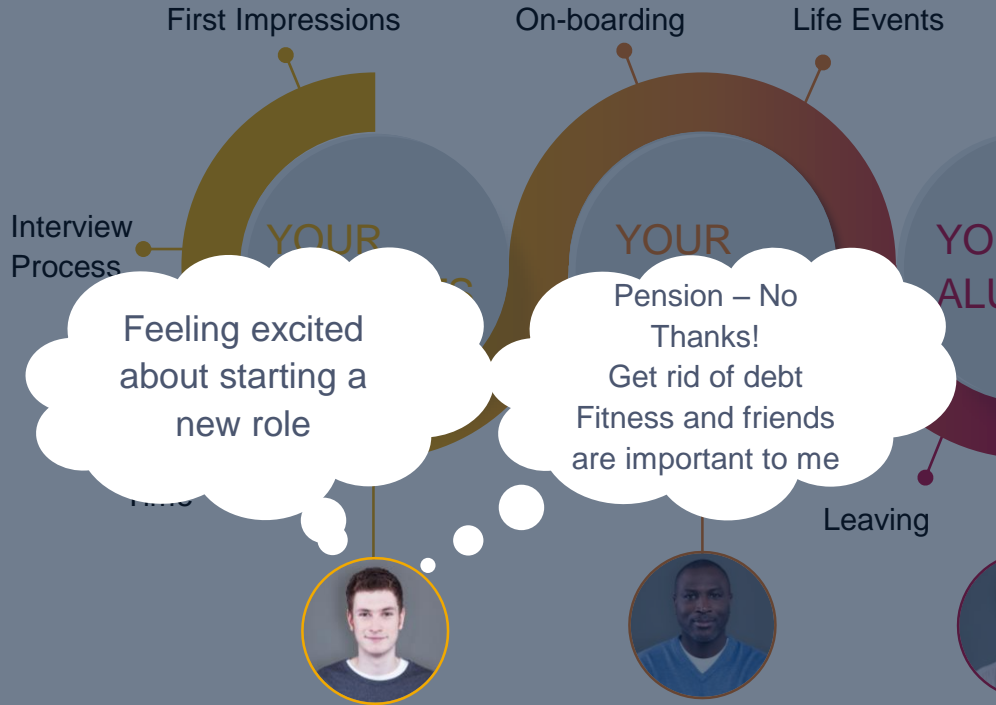 First Impressions
On-boarding
Life Events
Interview
Process
YOUR
YOUR
Feeling excited
about starting a
new role
Pension – No
Thanks!
Get rid of debt
Fitness and friends
are important to me
Leaving